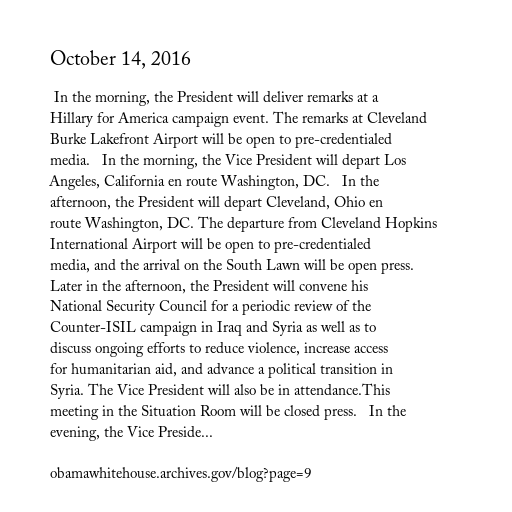 October 14, 2016
In the morning, the President will deliver remarks at a
Hillary for America campaign event. The remarks at Cleveland
Burke Lakefront Airport will be open to pre-credentialed
media.   In the morning, the Vice President will depart Los
Angeles, California en route Washington, DC.   In the
afternoon, the President will depart Cleveland, Ohio en
route Washington, DC. The departure from Cleveland Hopkins
International Airport will be open to pre-credentialed
media, and the arrival on the South Lawn will be open press.
Later in the afternoon, the President will convene his
National Security Council for a periodic review of the
Counter-ISIL campaign in Iraq and Syria as well as to
discuss ongoing efforts to reduce violence, increase access
for humanitarian aid, and advance a political transition in
Syria. The Vice President will also be in attendance.This
meeting in the Situation Room will be closed press.   In the
evening, the Vice Preside...
obamawhitehouse.archives.gov/blog?page=9